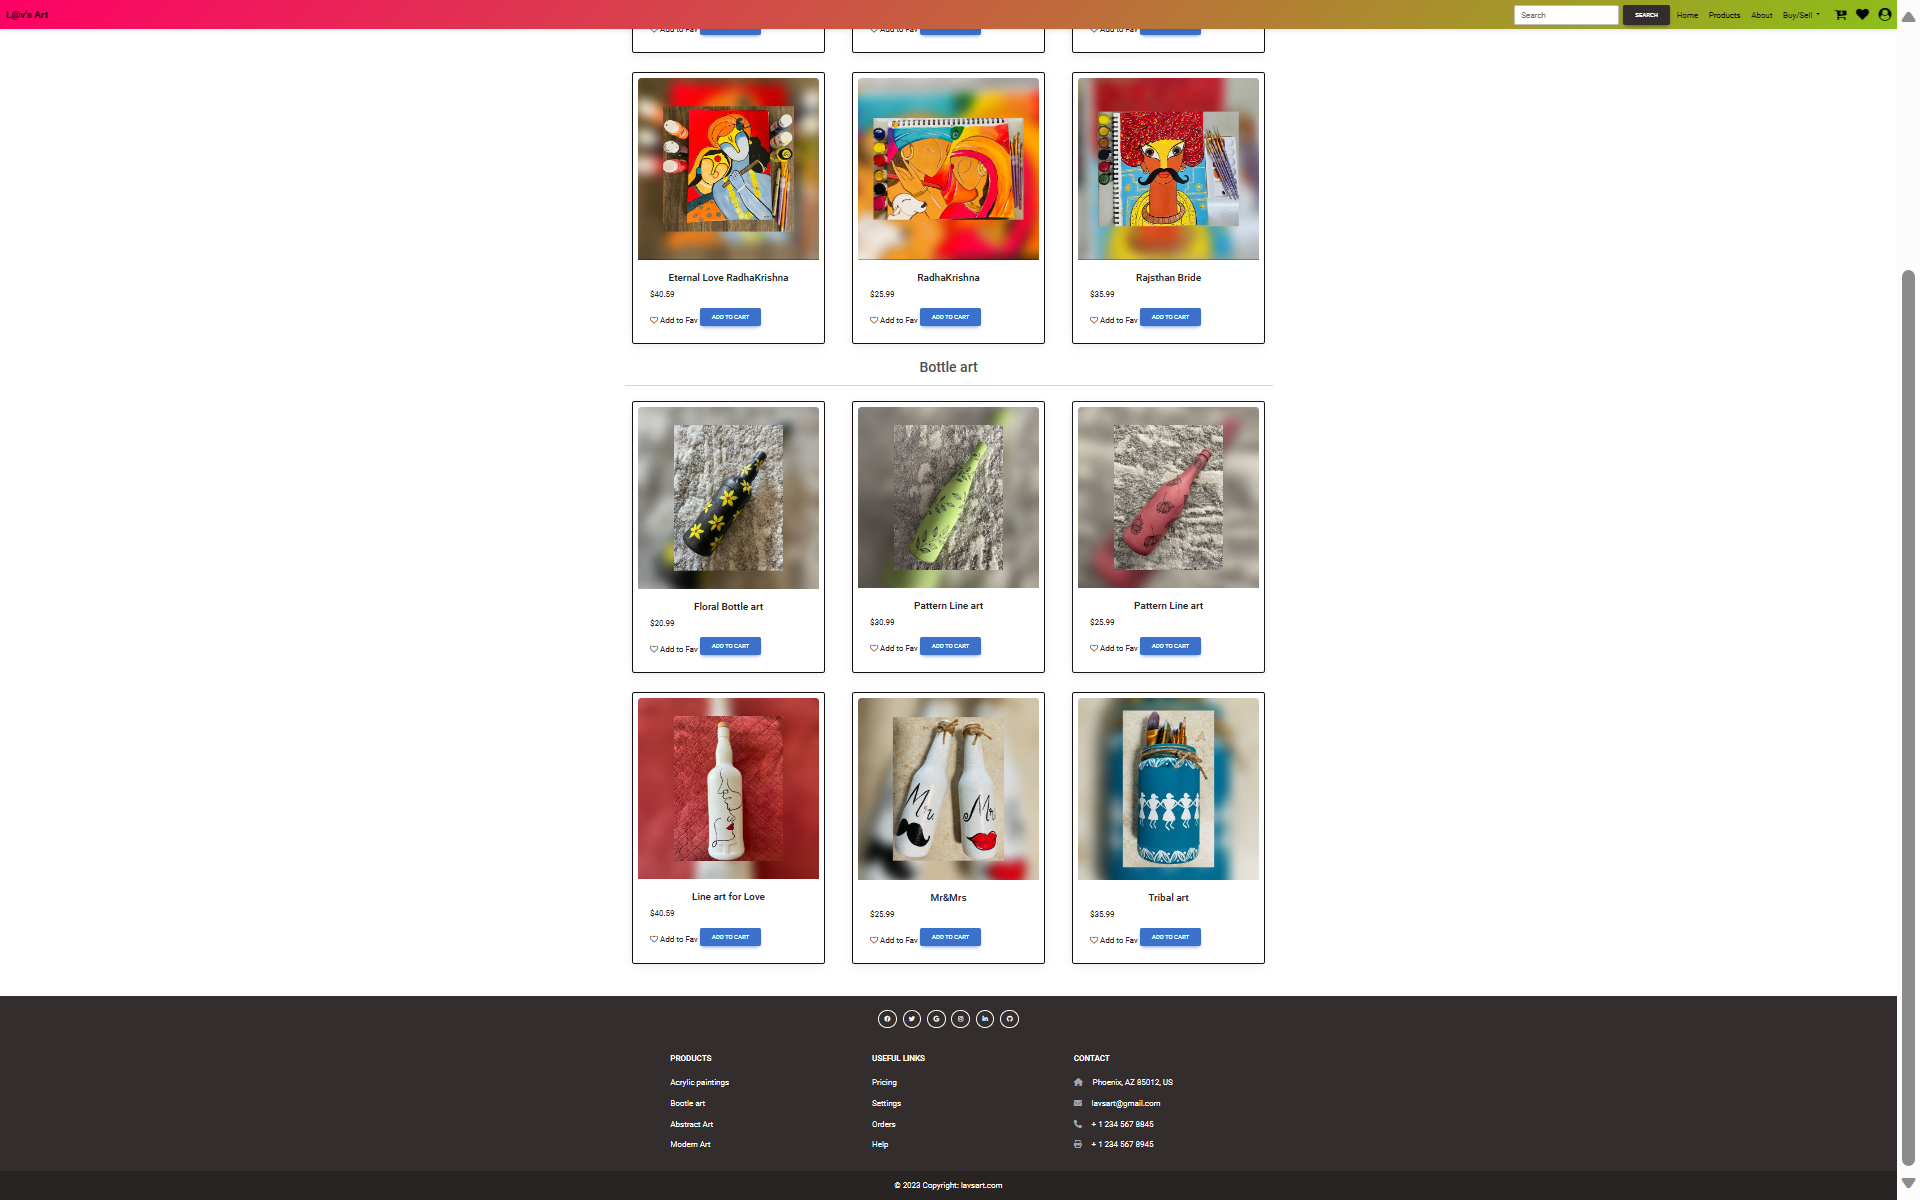 L@v's Art
Search
SEARCH
Home
Products
About
Buy/Sell
Add to Fav
Add to Fav
Add to Fav
Eternal Love RadhaKrishna
$40.59
Add to Fav
ADD TO CART
RadhaKrishna
$25.99
Add to Fav
ADD TO CART
Rajsthan Bride
$35.99
Add to Fav
ADD TO CART
Bottle art
Floral Bottle art
$20.99
Add to Fav
ADD TO CART
Pattern Line art
$30.99
Add to Fav
ADD TO CART
Pattern Line art
$25.99
Add to Fav
ADD TO CART
Line art for Love
$40.59
Add to Fav
ADD TO CART
Mr.
Mrs
Mr&Mrs
$25.99
Add to Fav
ADD TO CART
Tribal art
$35.99
Add to Fav
ADD TO CART
PRODUCTS
Acrylic paintings
Bootle art
Abstract Art
Modern Art
USEFUL LINKS
Pricing
Settings
Orders
Help
CONTACT
Phoenix, AZ 85012, US
lavsart@gmail.com
+ 1 234 567 8845
+ 1 234 567 8945
© 2023 Copyright: lavsart.com